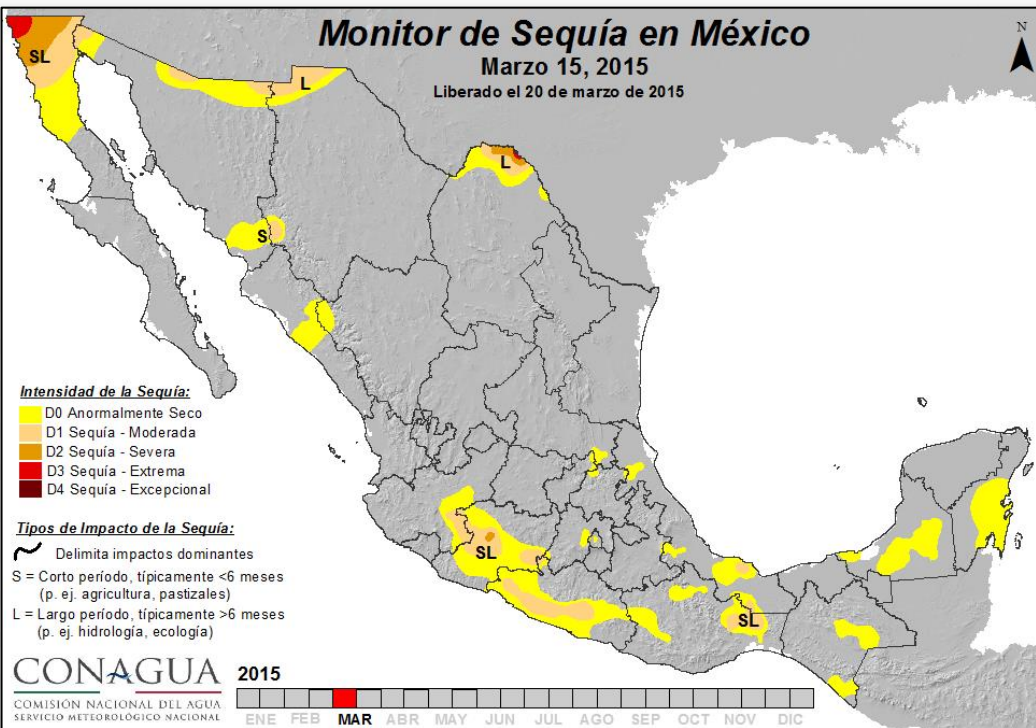 Monitor de Sequía en México
Marzo 15, 2015
Liberado el 20 de marzo de 2015
N
SL
L
L
S
Intensidad de la Sequía:
D0 Anormalmente Seco
D1 Sequía - Moderada
D2 Sequía - Severa
D3 Sequía - Extrema
D4 Sequía - Excepcional
Tipos de Impacto de la Sequía:
Delimita impactos dominantes
S = Corto período, típicamente <6 meses
(p. ej. agricultura, pastizales)
L = Largo período, típicamente >6 meses
(p. ej. hidrología, ecología)
SL
SL
CONAGUA
COMISIÓN NACIONAL DEL AGUA
SERVICIO METEOROLÓGICO NACIONAL
2015
ENE FEB MAR ABR MAY JUN JUL AGO SEP OCT NOV DIC